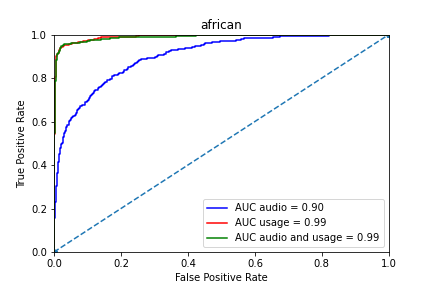 african
1.0
0.8
0.6
0.4
0.2
0.0
True Positive Rate
AUC audio = 0.90
AUC usage = 0.99
AUC audio and usage = 0.99
0.0 0.2 0.4 0.6 0.8 1.0
False Positive Rate